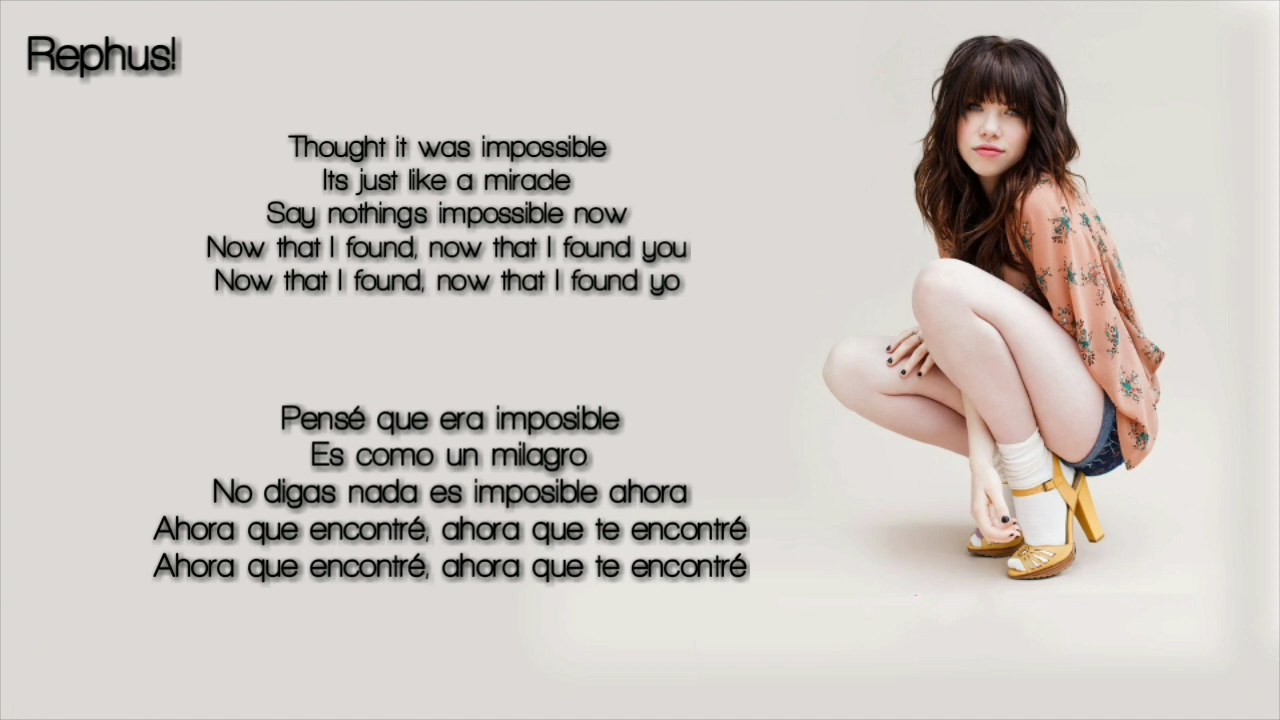 Rephus!
Thought it was impossible
Its just like a miracle
Say nothings impossible now
Now that I found, now that I found you
Now that I found, now that I found yo
Pensé que era imposible
Es como un milagro
No digas nada es imposible ahora
Ahora que encontré, ahora que te encontré
Ahora que encontré, ahora que te encontré